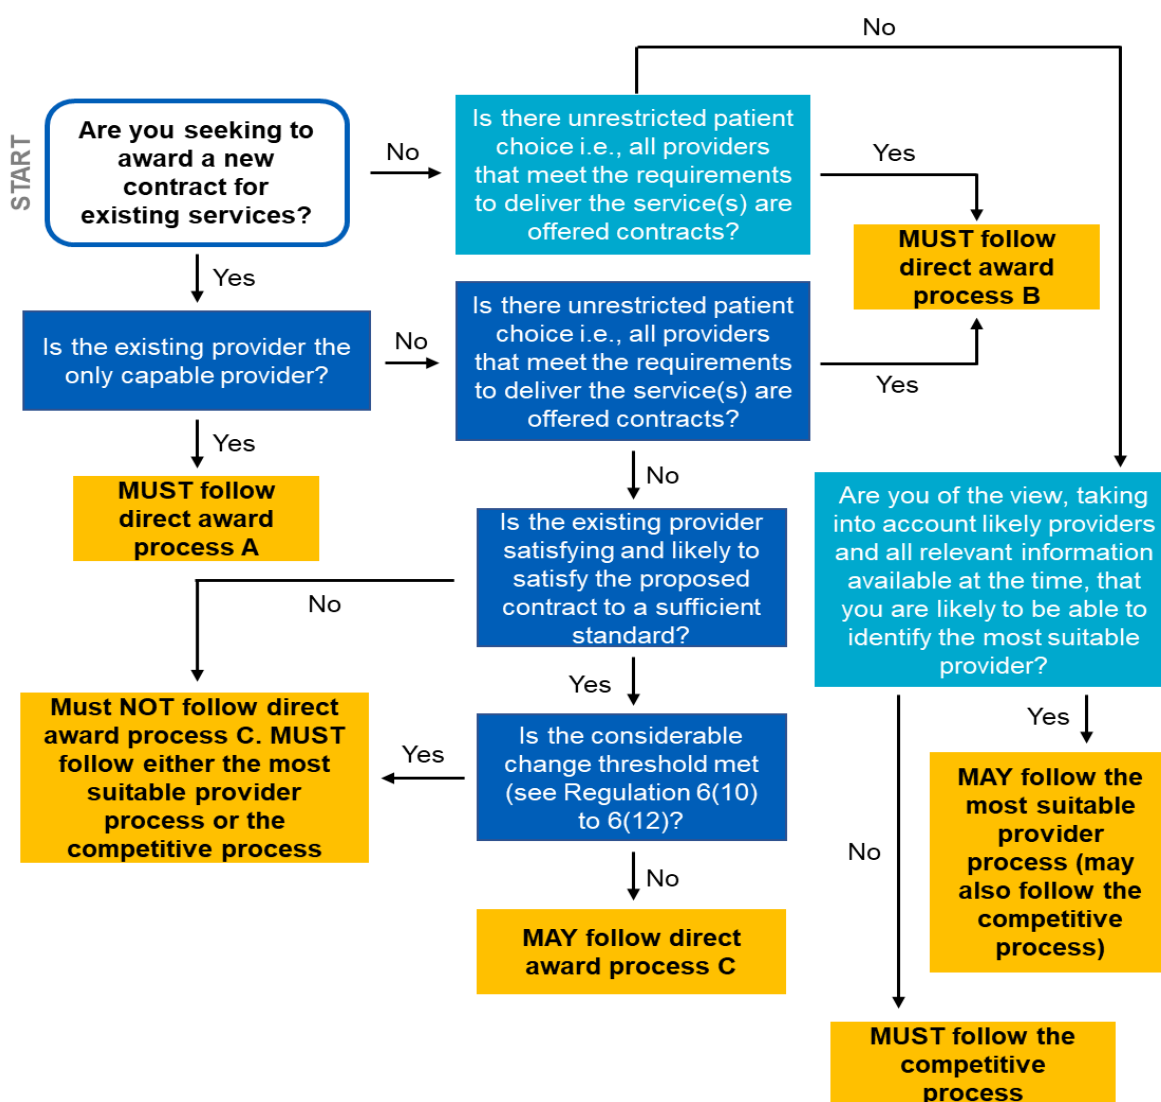 START
Are you seeking to
award a new
contract for
existing services?
No
Is there unrestricted patient
choice i.e., all providers
that meet the requirements
to deliver the service(s) are
offered contracts?
No
Yes
MUST follow
direct award
process B
Yes
Is the existing provider the
only capable provider?
No
Is there unrestricted patient
choice i.e., all providers
that meet the requirements
to deliver the service(s) are
offered contracts?
Yes
Yes
MUST follow
direct award
process A
No
Is the existing provider
satisfying and likely to
satisfy the proposed
contract to a sufficient
standard?
No
Yes
Must NOT follow direct
award process C. MUST
follow either the most
suitable provider
process or the
competitive process
Yes
Is the considerable
change threshold met
(see Regulation 6(10)
to 6(12)?
No
MAY follow direct
award process C
Are you of the view, taking
into account likely providers
and all relevant information
available at the time, that
you are likely to be able to
identify the most suitable
provider?
Yes
MAY follow the
most suitable
provider
process (may
also follow the
competitive
process)
No
MUST follow the
competitive
process